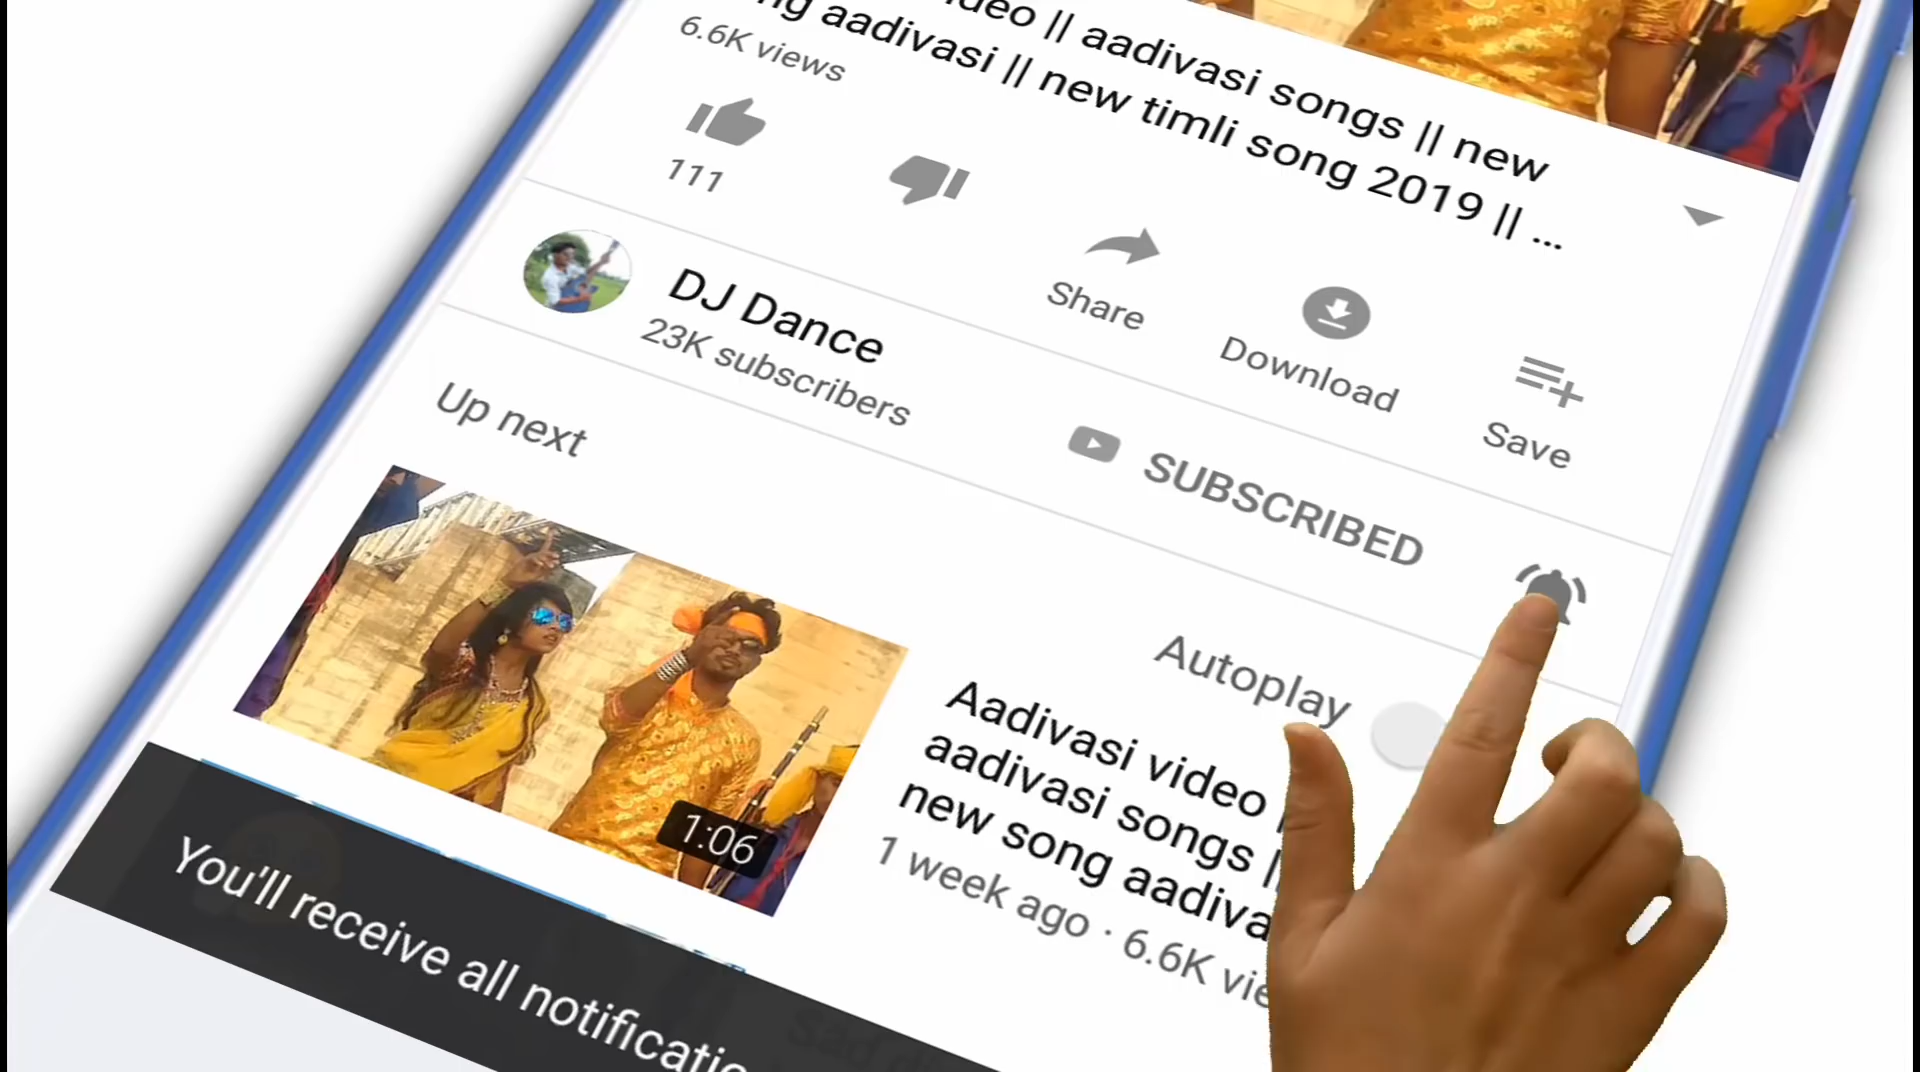 deo || aadivasi songs || new
ng aadivasi || new timli song 2019 || ...
6.6K views
111
Share
Download
Save
DJ Dance
23K subscribers
SUBSCRIBED
Up next
Autoplay
1:06
Aadivasi video
aadivasi songs ||
new song aadiva
1 week ago · 6.6K vie
You'll receive all notificatio